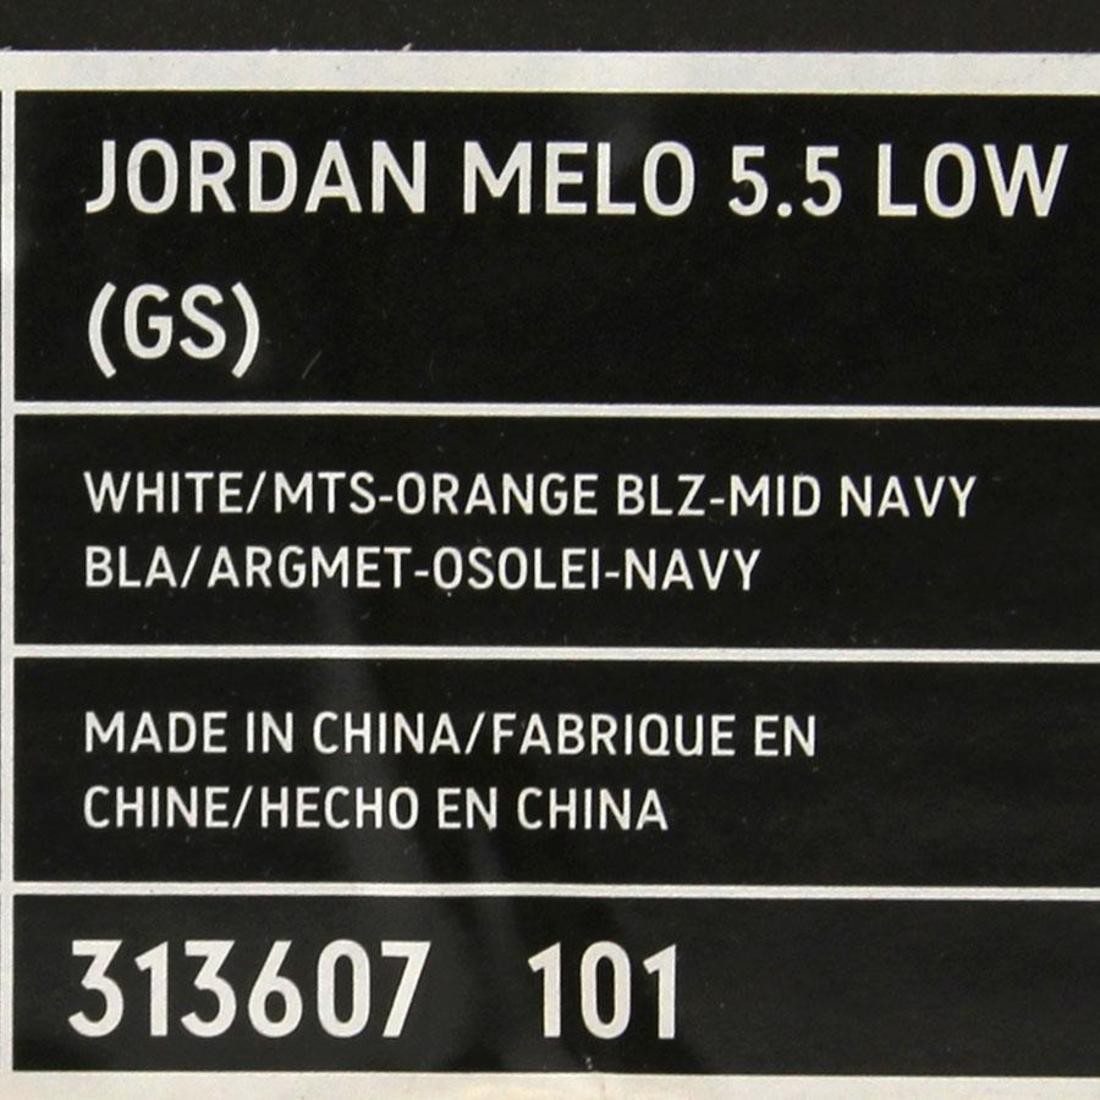 JORDAN MELO 5.5 LOW
(GS)
WHITE/MTS-ORANGE BLZ-MID NAVY
BLA/ARGMET-OSOLEI-NAVY
MADE IN CHINA/FABRIQUE EN
CHINE/HECHO EN CHINA
313607 101